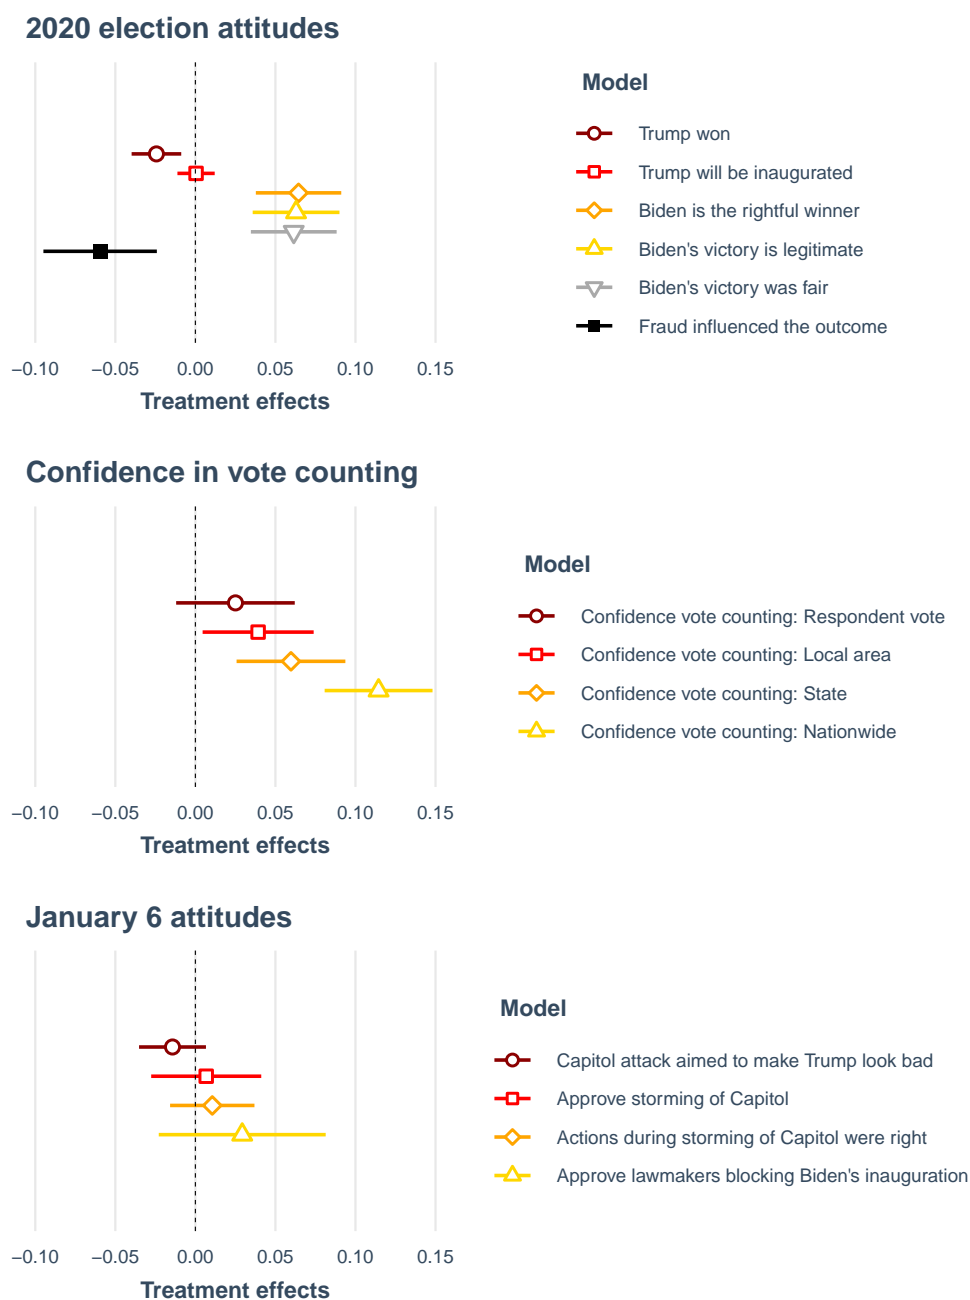 2020 election attitudes
Model
Trump won
Trump will be inaugurated
Biden is the rightful winner
Biden's victory is legitimate
Biden's victory was fair
Fraud influenced the outcome
−0.10 −0.05 0.00 0.05 0.10 0.15
Treatment effects
Confidence in vote counting
Model
Confidence vote counting: Respondent vote
Confidence vote counting: Local area
Confidence vote counting: State
Confidence vote counting: Nationwide
−0.10 −0.05 0.00 0.05 0.10 0.15
Treatment effects
January 6 attitudes
Model
Capitol attack aimed to make Trump look bad
Approve storming of Capitol
Actions during storming of Capitol were right
Approve lawmakers blocking Biden's inauguration
−0.10 −0.05 0.00 0.05 0.10 0.15
Treatment effects